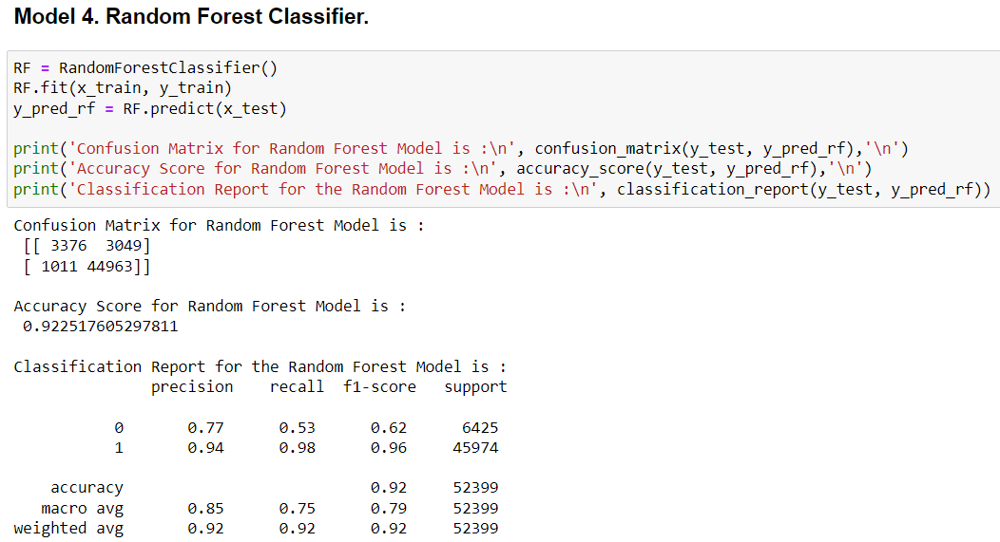 Model 4. Random Forest Classifier.
RF = RandomForestClassifier()
RF.fit(x_train, y_train)
y_pred_rf = RF.predict(x_test)
print('Confusion Matrix for Random Forest Model is :\n', confusion_matrix(y_test, y_pred_rf),'\n')
print('Accuracy Score for Random Forest Model is :\n', accuracy_score(y_test, y_pred_rf),'\n')
print('Classification Report for the Random Forest Model is :\n', classification_report(y_test, y_pred_rf))
Confusion Matrix for Random Forest Model is :
[[ 3376  3049]
[ 1011 44963]]
Accuracy Score for Random Forest Model is :
0.922517605297811
Classification Report for the Random Forest Model is :
precision    recall  f1-score   support
0       0.77      0.53      0.62      6425
1       0.94      0.98      0.96     45974
accuracy                           0.92     52399
macro avg       0.85      0.75      0.79     52399
weighted avg       0.92      0.92      0.92     52399